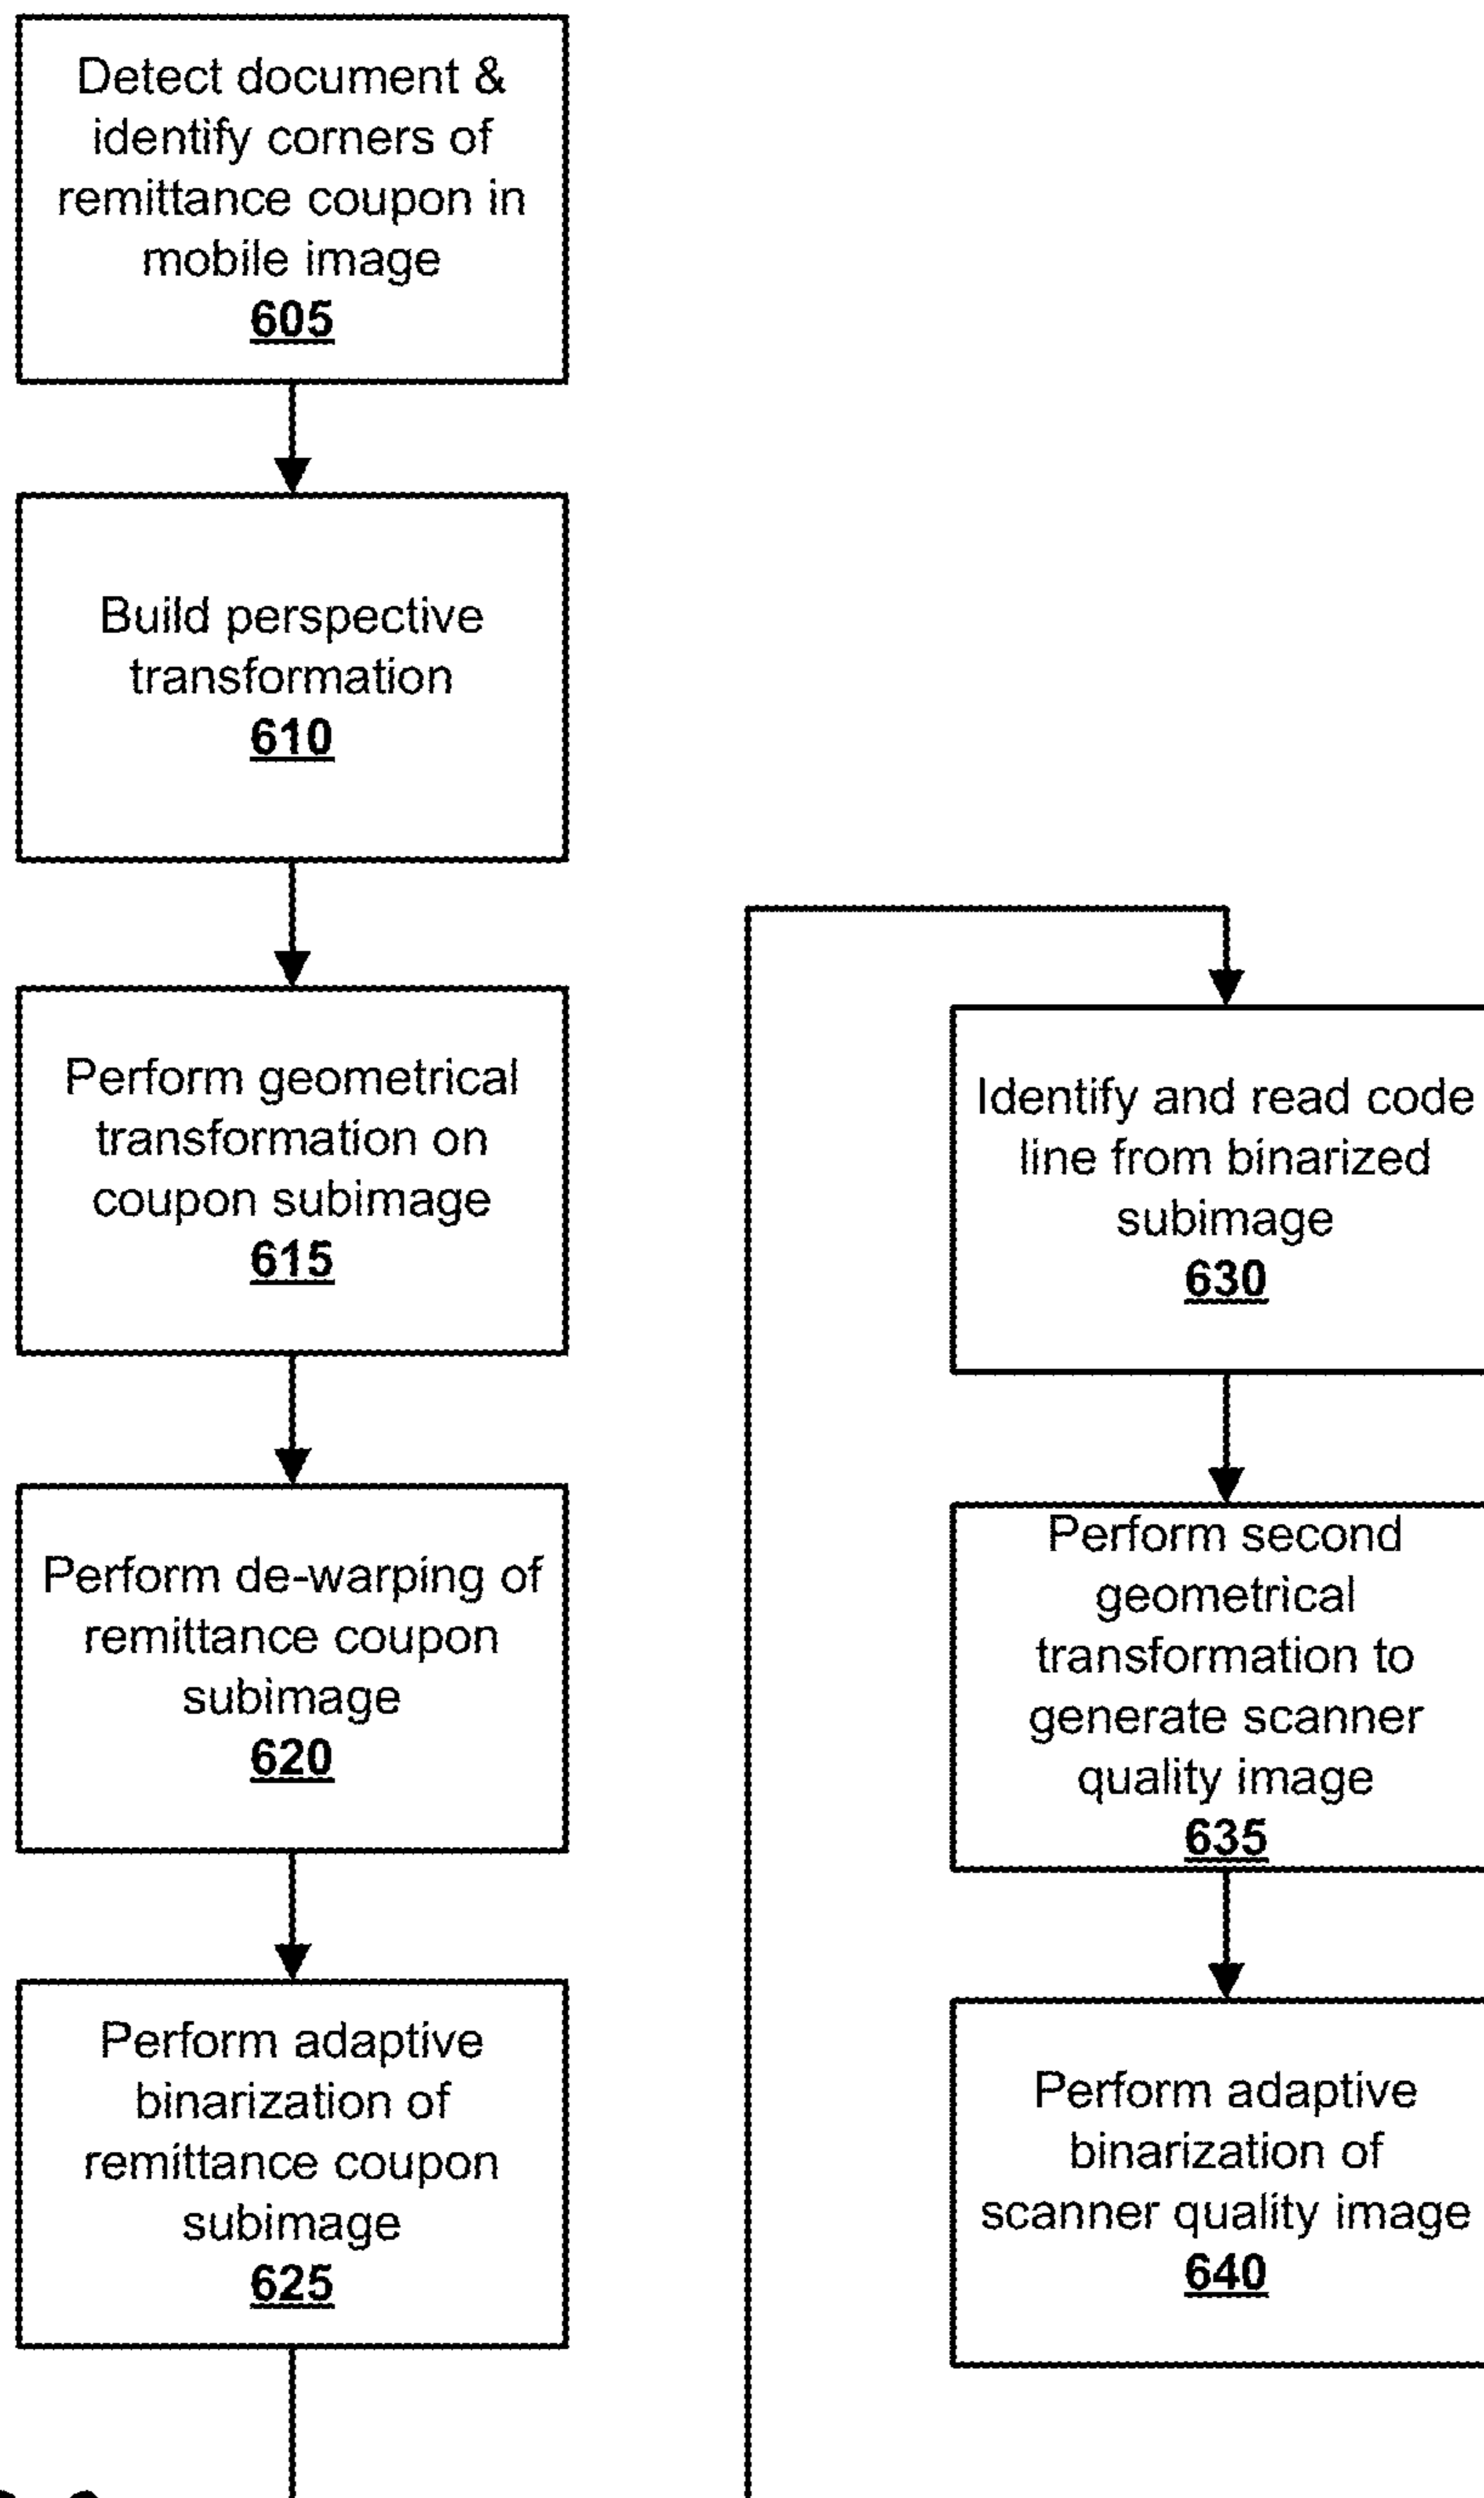 Detect document &
identify corners of
remittance coupon in
mobile image
605
Build perspective
transformation
610
Perform geometrical
transformation on
coupon subimage
615
Perform de-warping of
remittance coupon
subimage
620
Perform adaptive
binarization of
remittance coupon
subimage
625
Identify and read code
line from binarized
subimage
630
Perform second
geometrical
transformation to
generate scanner
quality image
635
Perform adaptive
binarization of
scanner quality image
640